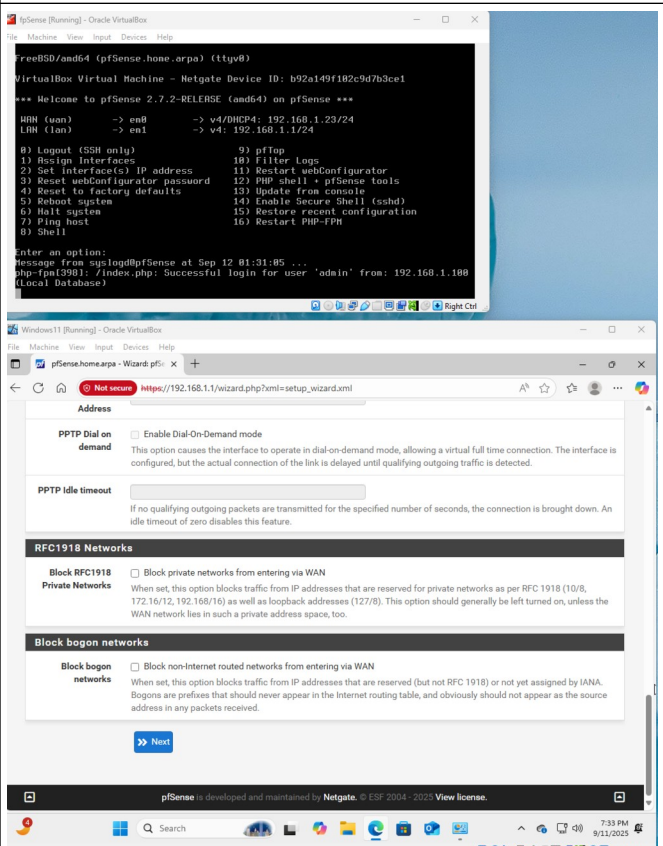 fpSense [Running] - Oracle VirtualBox
File Machine View Input Devices Help
FreeBSD/amd64 (pfSense.home.arpa) (ttyv0)
VirtualBox Virtual Machine - Netgate Device ID: b92a149f102c9d7b3ce1
*** Welcome to pfSense 2.7.2-RELEASE (amd64) on pfSense ***
WAN (wan) -> em0 -> v4/DHCP4: 192.168.1.23/24
LAN (lan) -> em1 -> v4: 192.168.1.1/24
0) Logout (SSH only) 9) pfTop
1) Assign Interfaces 10) Filter Logs
2) Set interface(s) IP address 11) Restart webConfigurator
3) Reset webConfigurator password 12) PHP shell + pfSense tools
4) Reset to factory defaults 13) Update from console
5) Reboot system 14) Enable Secure Shell (sshd)
6) Halt system 15) Restore recent configuration
7) Ping host 16) Restart PHP-FPM
8) Shell
Enter an option:
Message from syslogd@pfSense at Sep 12 01:31:05 ...
php-fpm[398]: /index.php: Successful login for user 'admin' from: 192.168.1.100
(Local Database)
Right Ctrl
Windows11 [Running] - Oracle VirtualBox
File Machine View Input Devices Help
pfSense.home.arpa - Wizard: pfSe
Not secure https://192.168.1.1/wizard.php?xml=setup_wizard.xml
Address
PPTP Dial on demand
Enable Dial-On-Demand mode
This option causes the interface to operate in dial-on-demand mode, allowing a virtual full time connection. The interface is
configured, but the actual connection of the link is delayed until qualifying outgoing traffic is detected.
PPTP Idle timeout
If no qualifying outgoing packets are transmitted for the specified number of seconds, the connection is brought down. An
idle timeout of zero disables this feature.
RFC1918 Networks
Block RFC1918 Private Networks
Block private networks from entering via WAN
When set, this option blocks traffic from IP addresses that are reserved for private networks as per RFC 1918 (10/8,
172.16/12, 192.168/16) as well as loopback addresses (127/8). This option should generally be left turned on, unless the
WAN network lies in such a private address space, too.
Block bogon networks
Block bogon networks
Block non-Internet routed networks from entering via WAN
When set, this option blocks traffic from IP addresses that are reserved (but not RFC 1918) or not yet assigned by IANA.
Bogons are prefixes that should never appear in the Internet routing table, and obviously should not appear as the source
address in any packets received.
Next
pfSense is developed and maintained by Netgate. © ESF 2004 - 2025 View license.
4
Search
7:33 PM
9/11/2025